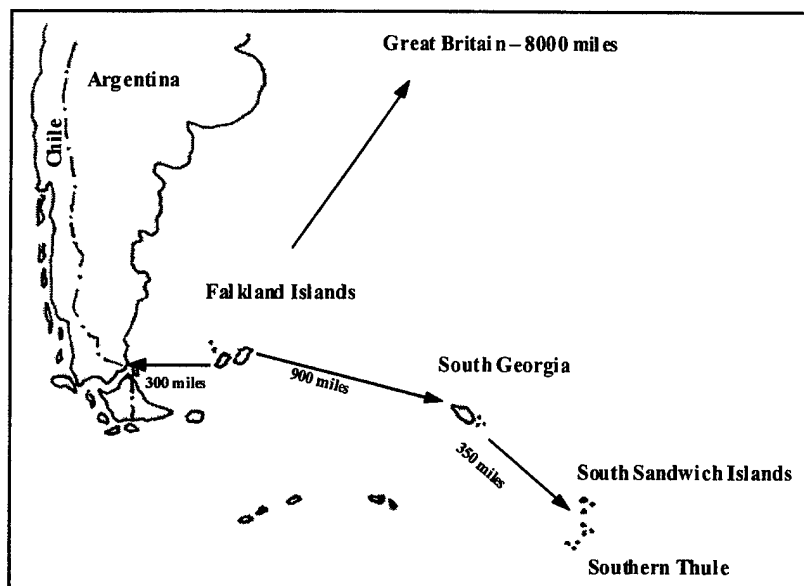 Great Britain – 8000 miles
Argentina
Chile
Falkland Islands
300 miles
900 miles
South Georgia
350 miles
South Sandwich Islands
Southern Thule